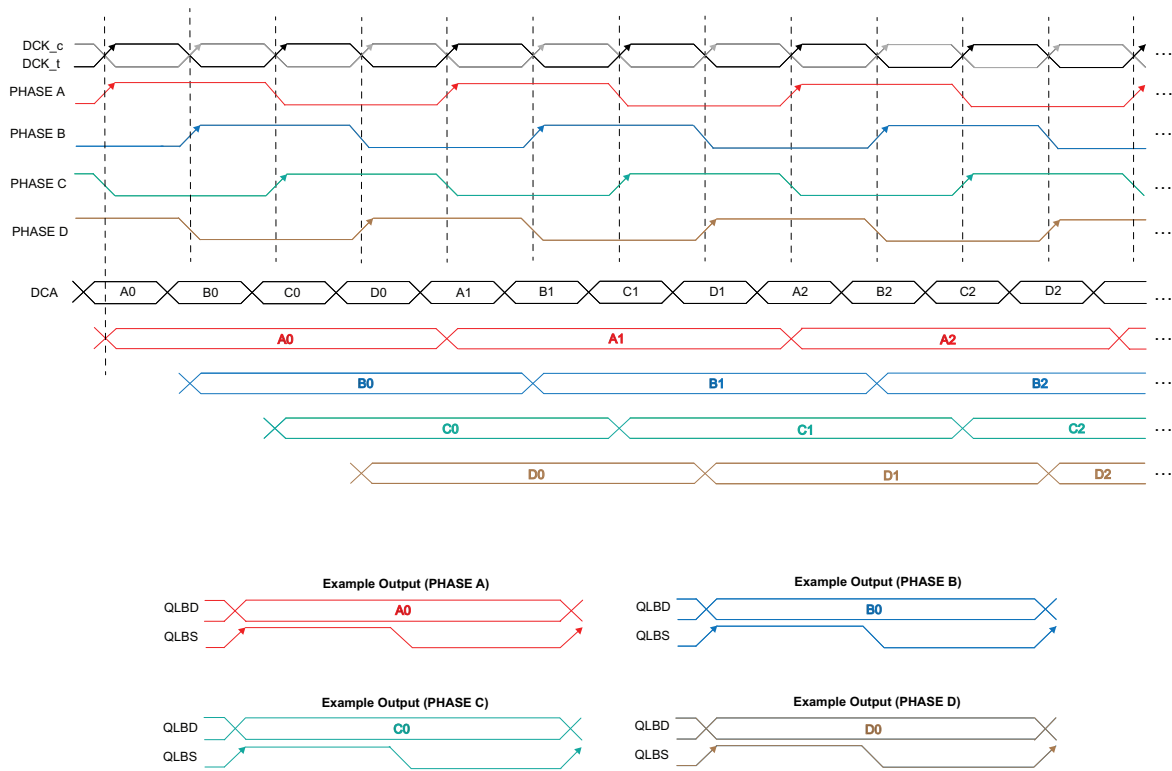 DCK_c
DCK_t
...
PHASE A
...
PHASE B
...
PHASE C
...
PHASE D
...
DCA A0 B0 C0 D0 A1 B1 C1 D1 A2 B2 C2 D2 ...
A0 A1 A2 ...
B0 B1 B2 ...
C0 C1 C2 ...
D0 D1 D2 ...
Example Output (PHASE A)
QLBD A0
QLBS
Example Output (PHASE B)
QLBD B0
QLBS
Example Output (PHASE C)
QLBD C0
QLBS
Example Output (PHASE D)
QLBD D0
QLBS